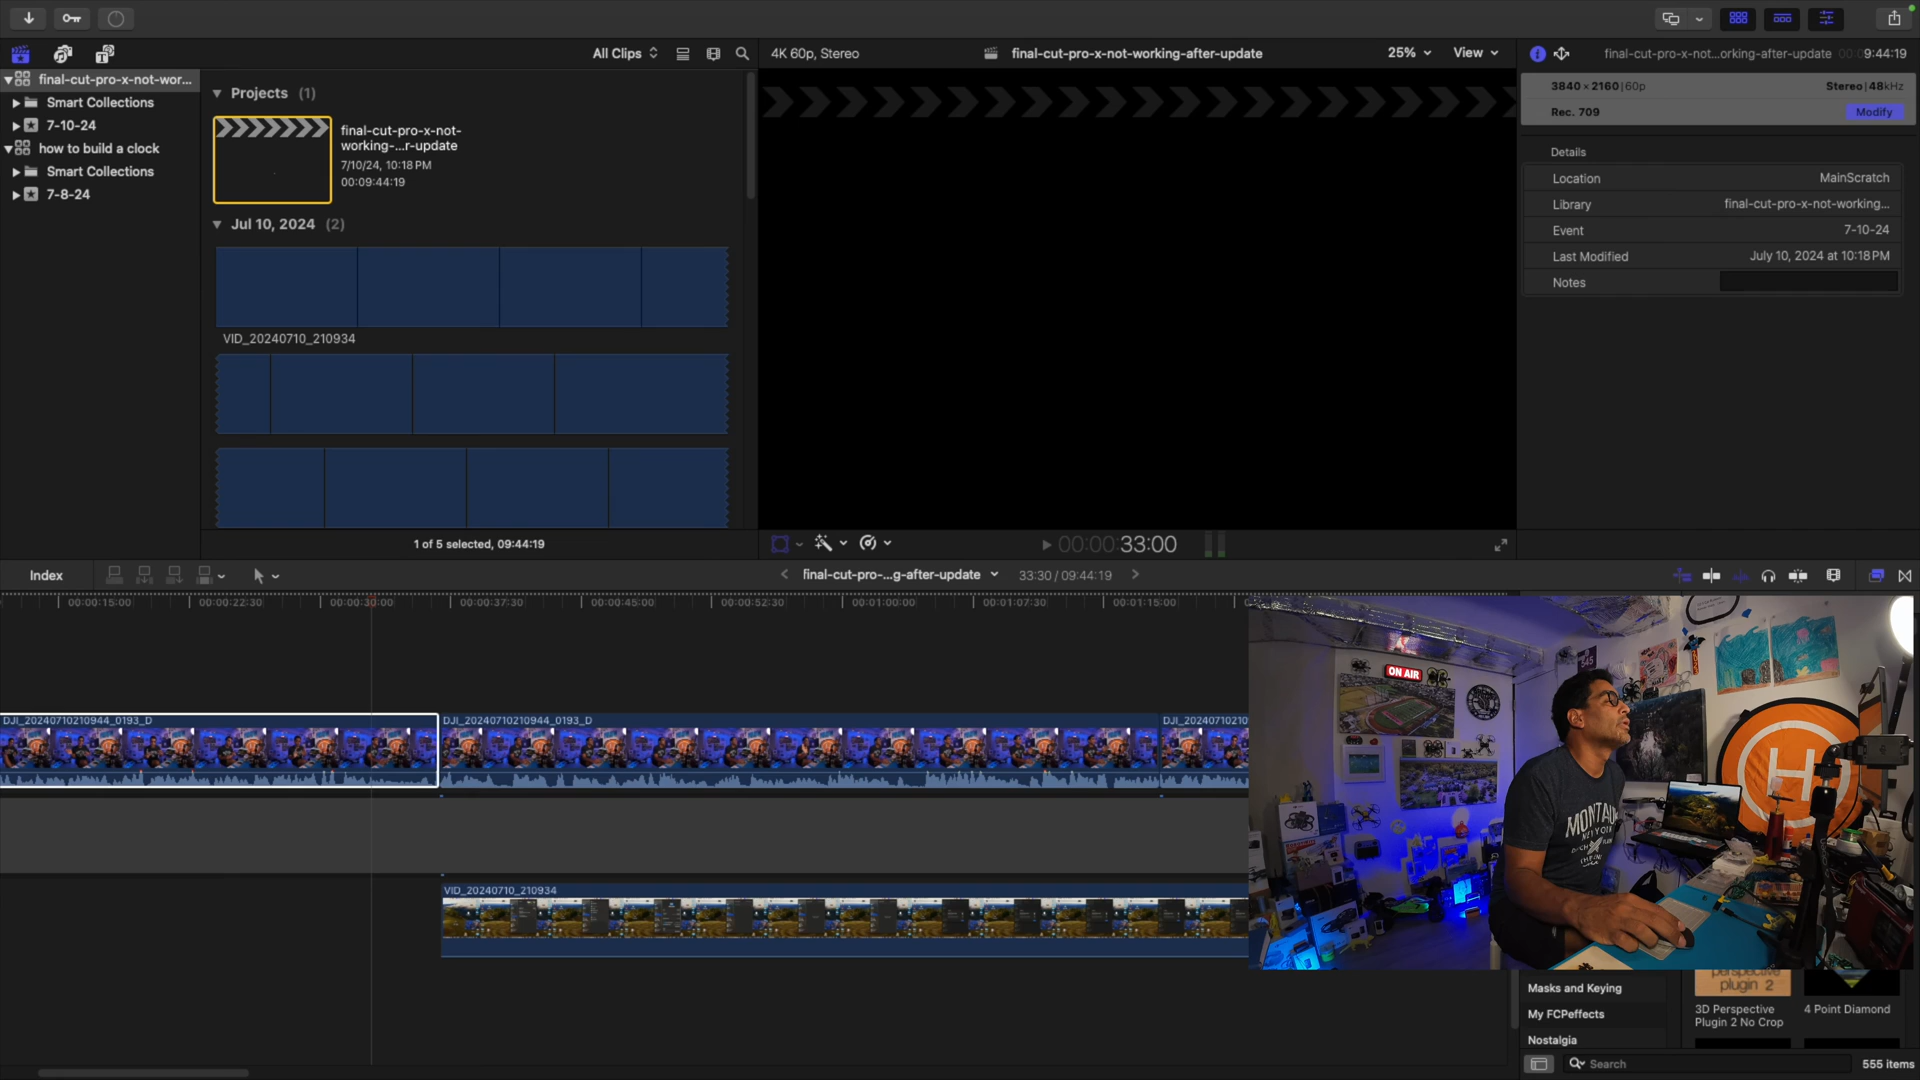 All Clips
4K 60p, Stereo
final-cut-pro-x-not-working-after-update
25%
View
final-cut-pro-x-not...orking-after-update
9:44:19
final-cut-pro-x-not-wor...
Smart Collections
7-10-24
how to build a clock
Smart Collections
7-8-24
Projects (1)
final-cut-pro-x-not-
working-...r-update
7/10/24, 10:18 PM
00:09:44:19
Jul 10, 2024 (2)
VID_20240710_210934
1 of 5 selected, 09:44:19
3840 × 2160 | 60p
Stereo | 48kHz
Rec. 709
Modify
Details
Location
MainScratch
Library
final-cut-pro-x-not-working...
Event
7-10-24
Last Modified
July 10, 2024 at 10:18 PM
Notes
00:00:33:00
Index
final-cut-pro-...g-after-update
33:30 / 09:44:19
00:00:15:00
00:00:22:30
00:00:30:00
00:00:37:30
00:00:45:00
00:00:52:30
00:01:00:00
00:01:07:30
00:01:15:00
DJI_20240710210944_0193_D
DJI_20240710210944_0193_D
DJI_2024071021
VID_20240710_210934
ON AIR
545
H
MONTAUK
NEW YORK
perspective
plugin 2
Masks and Keying
My FCPeffects
Nostalgia
3D Perspective
Plugin 2 No Crop
4 Point Diamond
Search
555 items